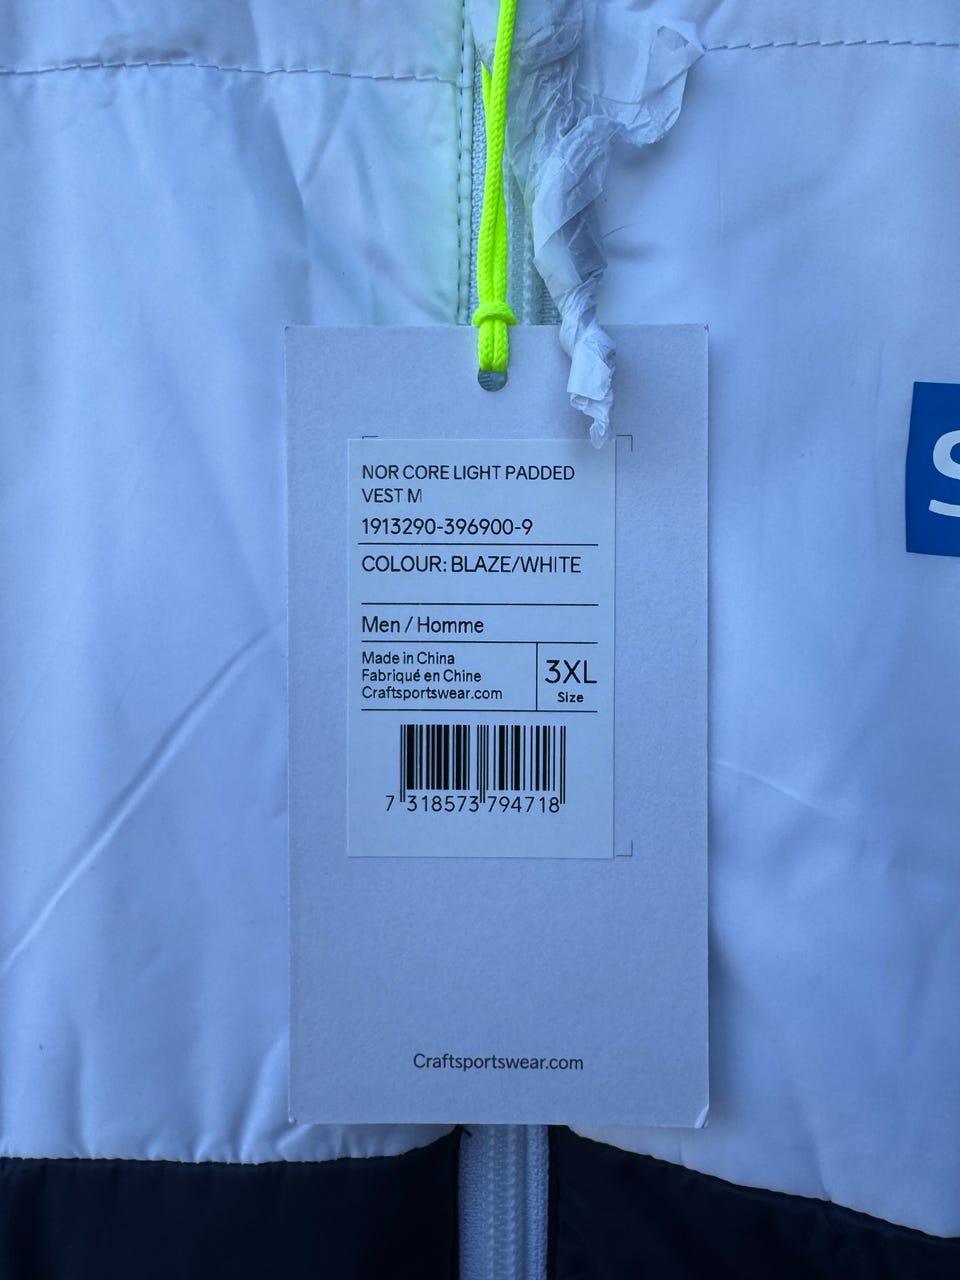 NOR CORE LIGHT PADDED
VEST M
1913290-396900-9
COLOUR: BLAZE/WHITE
Men / Homme
Made in China
Fabriqué en Chine
Craftsportswear.com
3XL
Size
7 318573 794718
Craftsportswear.com
S